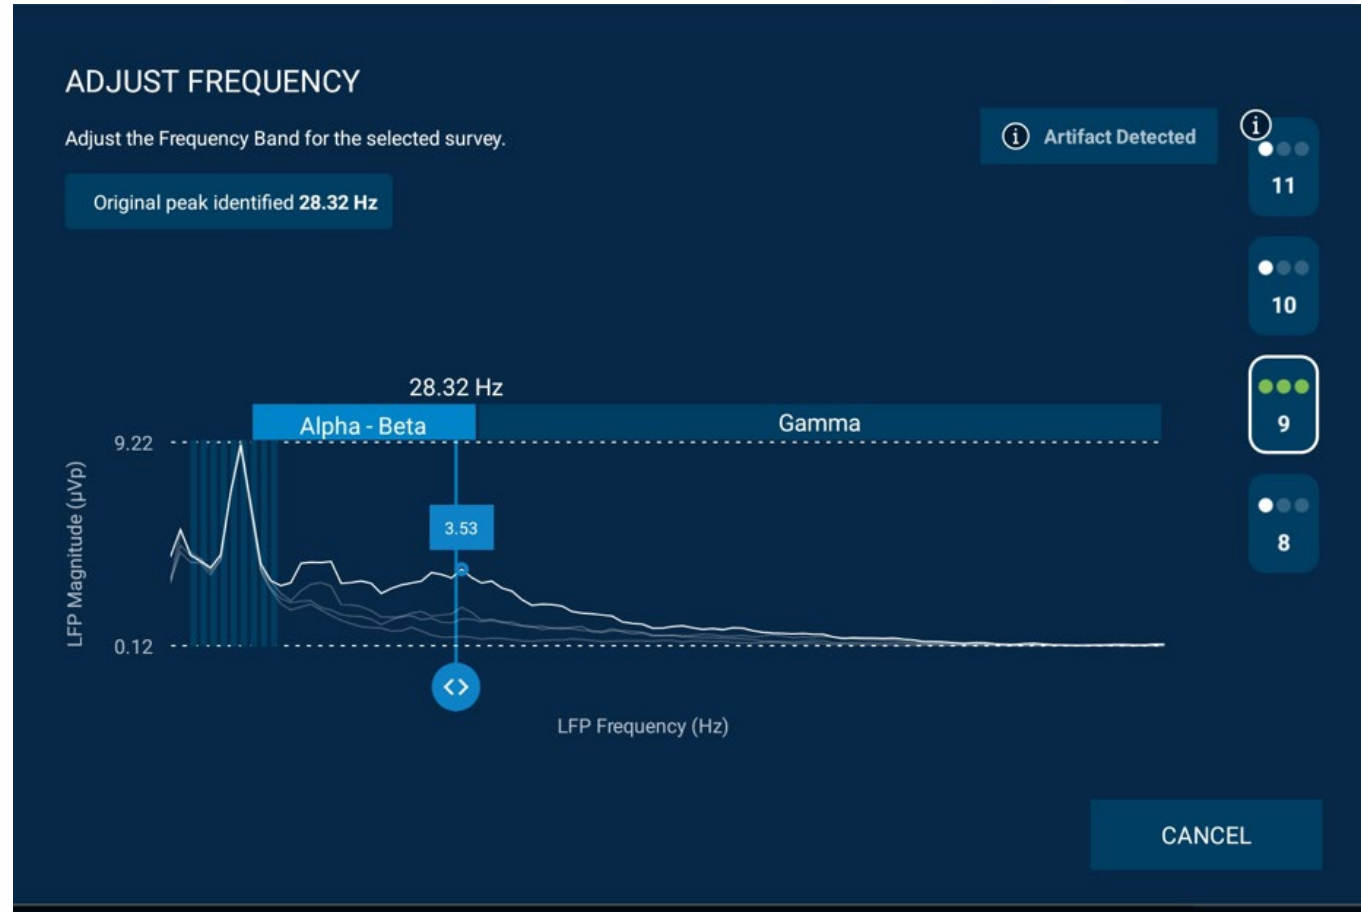 ADJUST FREQUENCY
Adjust the Frequency Band for the selected survey.
Artifact Detected
Original peak identified 28.32 Hz
11
10
9
8
28.32 Hz
Alpha - Beta
Gamma
9.22
3.53
0.12
LFP Magnitude (µVp)
LFP Frequency (Hz)
CANCEL